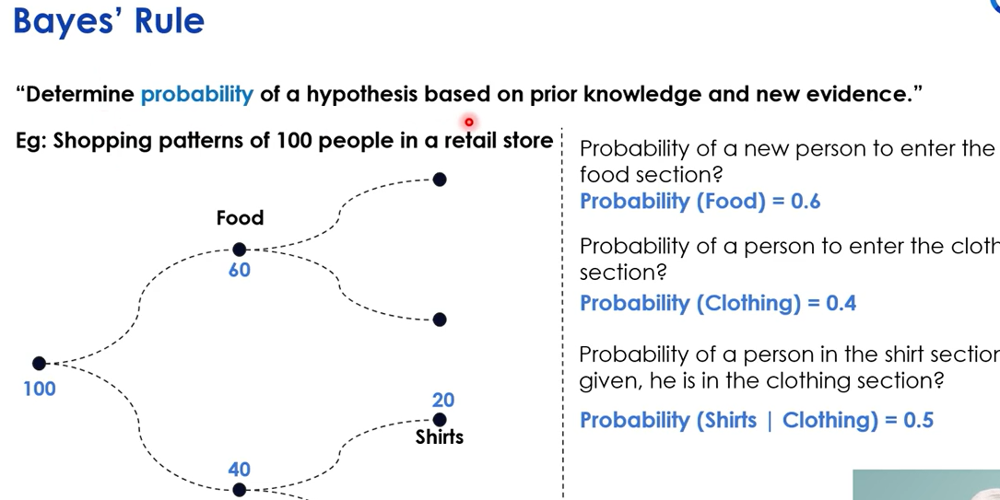 Bayes' Rule
“Determine probability of a hypothesis based on prior knowledge and new evidence.”
Eg: Shopping patterns of 100 people in a retail store
Food
60
100
20
Shirts
40
Probability of a new person to enter the
food section?
Probability (Food) = 0.6
Probability of a person to enter the cloth
section?
Probability (Clothing) = 0.4
Probability of a person in the shirt section
given, he is in the clothing section?
Probability (Shirts | Clothing) = 0.5